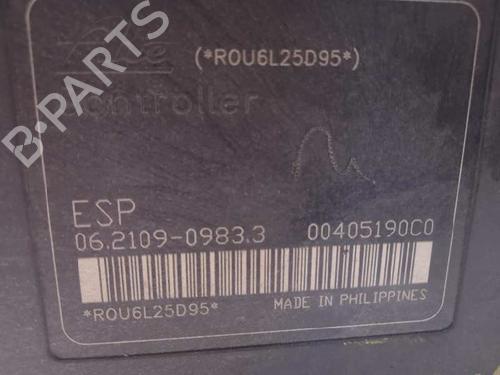 B-PARTS
(*ROU6L25D95*)
Controller
ESP
06.2109-0983.3 00405190C0
*ROU6L25D95*
MADE IN PHILIPPINES